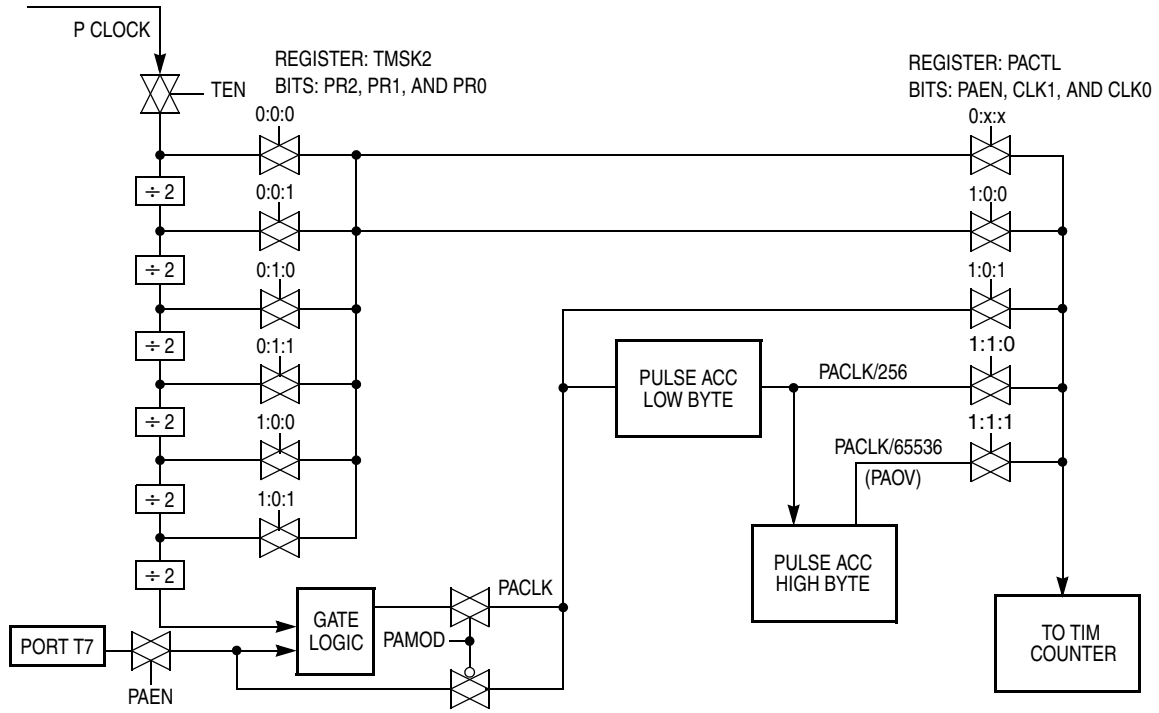 P CLOCK
TEN
REGISTER: TMSK2
BITS: PR2, PR1, AND PR0
REGISTER: PACTL
BITS: PAEN, CLK1, AND CLK0
0:0:0
0:x:x
÷ 2
0:0:1
1:0:0
÷ 2
0:1:0
1:0:1
÷ 2
0:1:1
1:1:0
PULSE ACC
LOW BYTE
PACLK/256
÷ 2
1:0:0
1:1:1
PACLK/65536
(PAOV)
÷ 2
1:0:1
PULSE ACC
HIGH BYTE
÷ 2
GATE
LOGIC
PACLK
PAMOD
PORT T7
PAEN
TO TIM
COUNTER